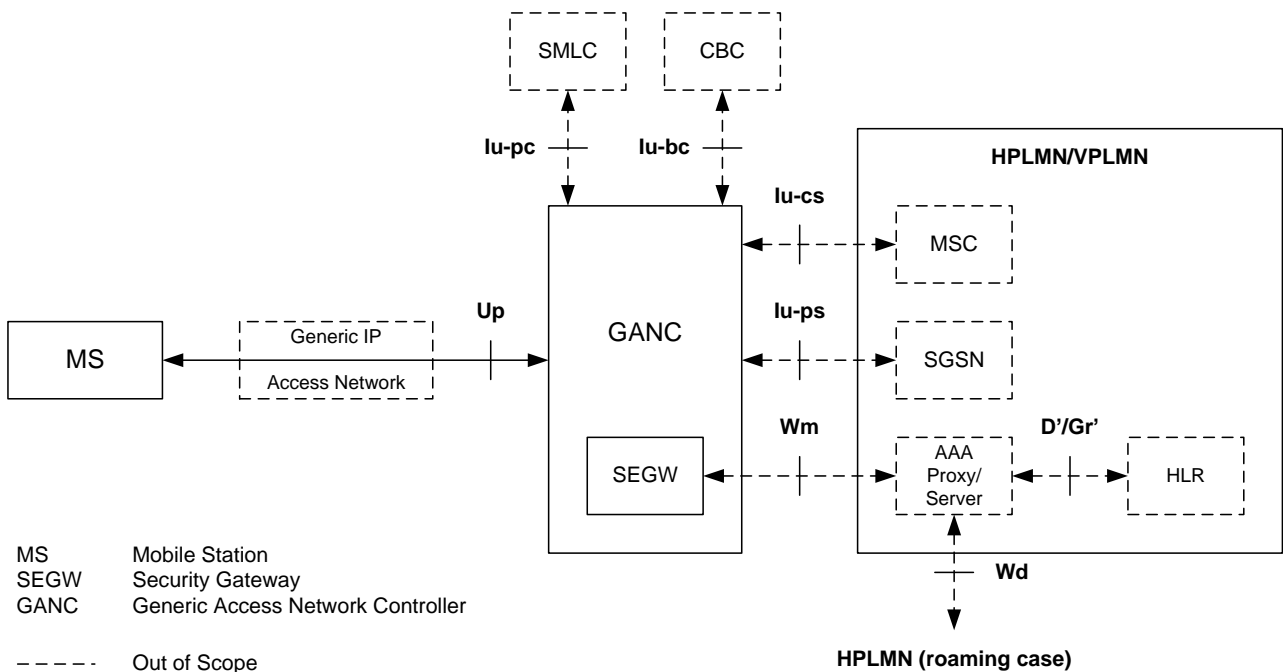 SMLC
CBC
Iu-pc
Iu-bc
HPLMN/VPLMN
Iu-cs
MSC
Up
Iu-ps
Generic IP
Access Network
MS
GANC
SGSN
Wm
D’/Gr’
SEGW
AAA
Proxy/
Server
HLR
MS Mobile Station
SEGW Security Gateway
GANC Generic Access Network Controller
Wd
Out of Scope
HPLMN (roaming case)